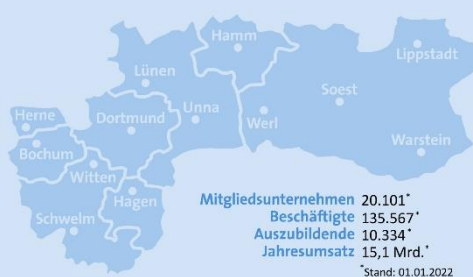 Hamm
Lippstadt
Lünen
Soest
Unna
Herne
Dortmund
Werl
Bochum
Warstein
Witten
Hagen
Schwelm
Mitgliedsunternehmen 20.101*
Beschäftigte 135.567*
Auszubildende 10.334*
Jahresumsatz 15,1 Mrd.*
*Stand: 01.01.2022